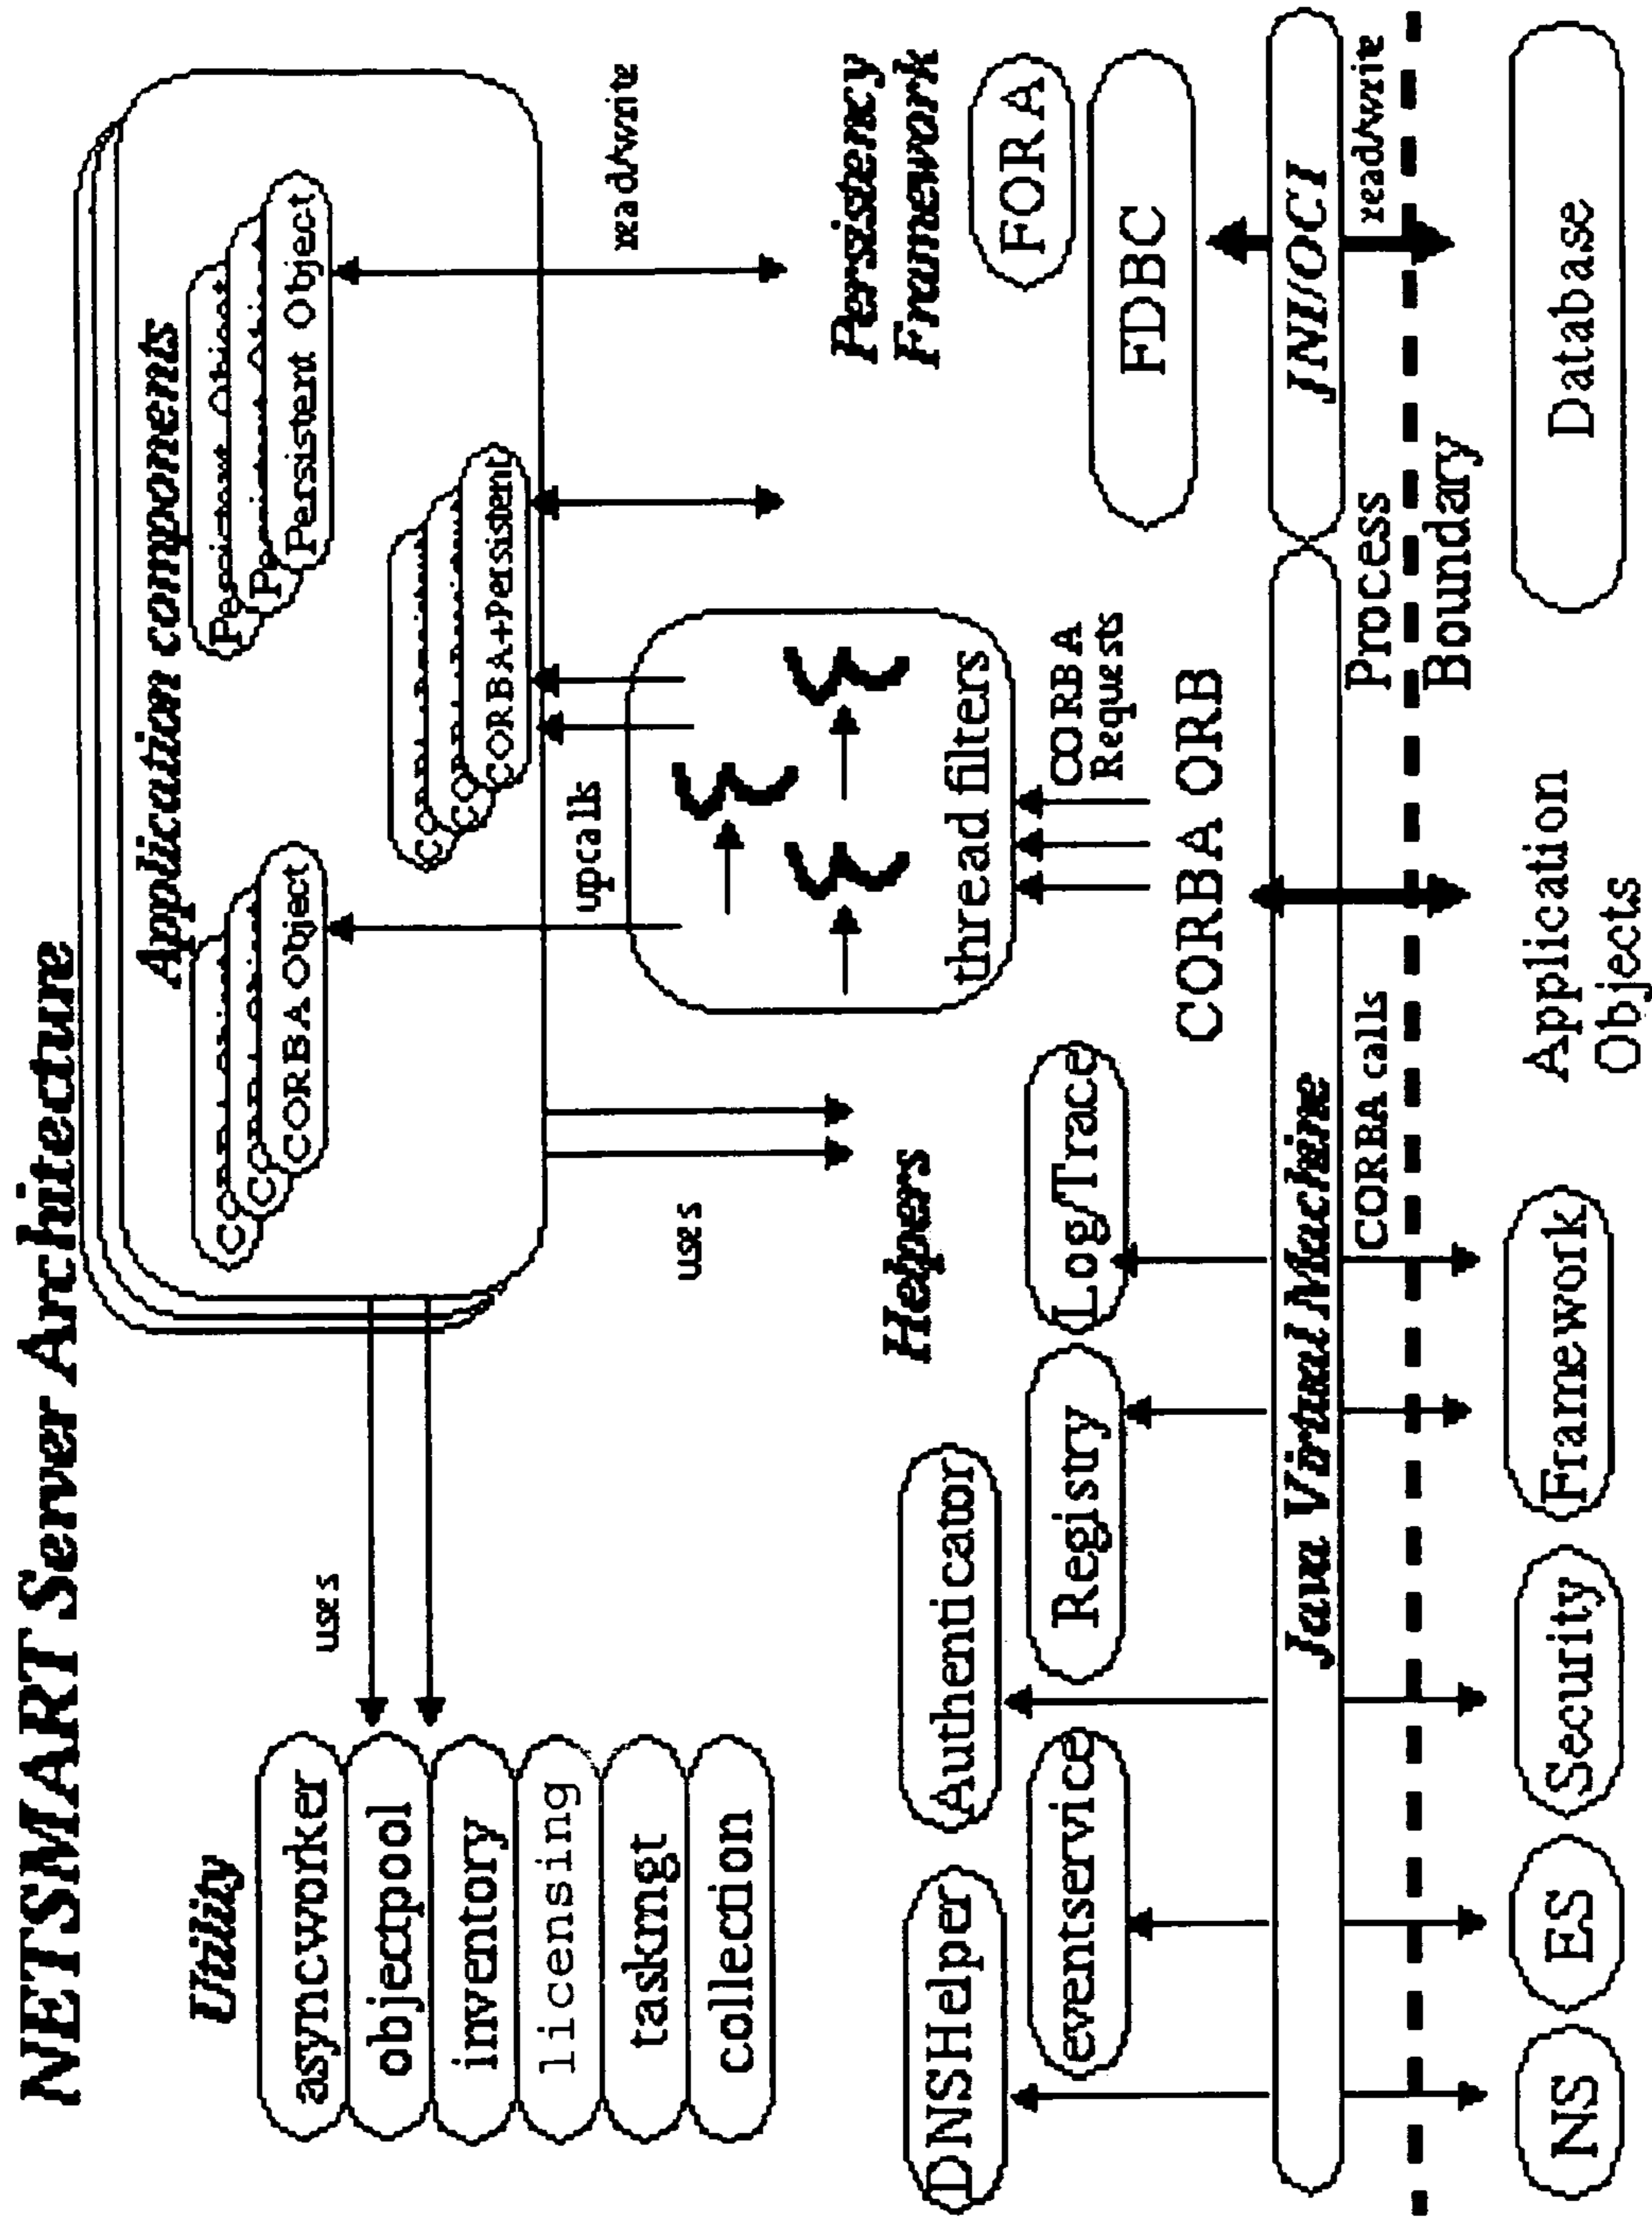 NETSMART Server Architecture
Utility
asyncworker
objectpool
inventory
licensing
taskmgt
collection
uses
Application components
CORBA Object
Persistent Object
Persistent Object
CORBA+Persistent
uses
upcalls
read/write
thread filters
CORBA
Requests
CORBA ORB
Helpers
DNSHelper
Authenticator
eventservice
Registry
Log/Trace
Persistency
Framework
FORA
FDBC
Java Virtual Machine
JNI/OCI
CORBA calls
read/write
Process
Boundary
NS
ES
Security
Framework
Application
Objects
Database